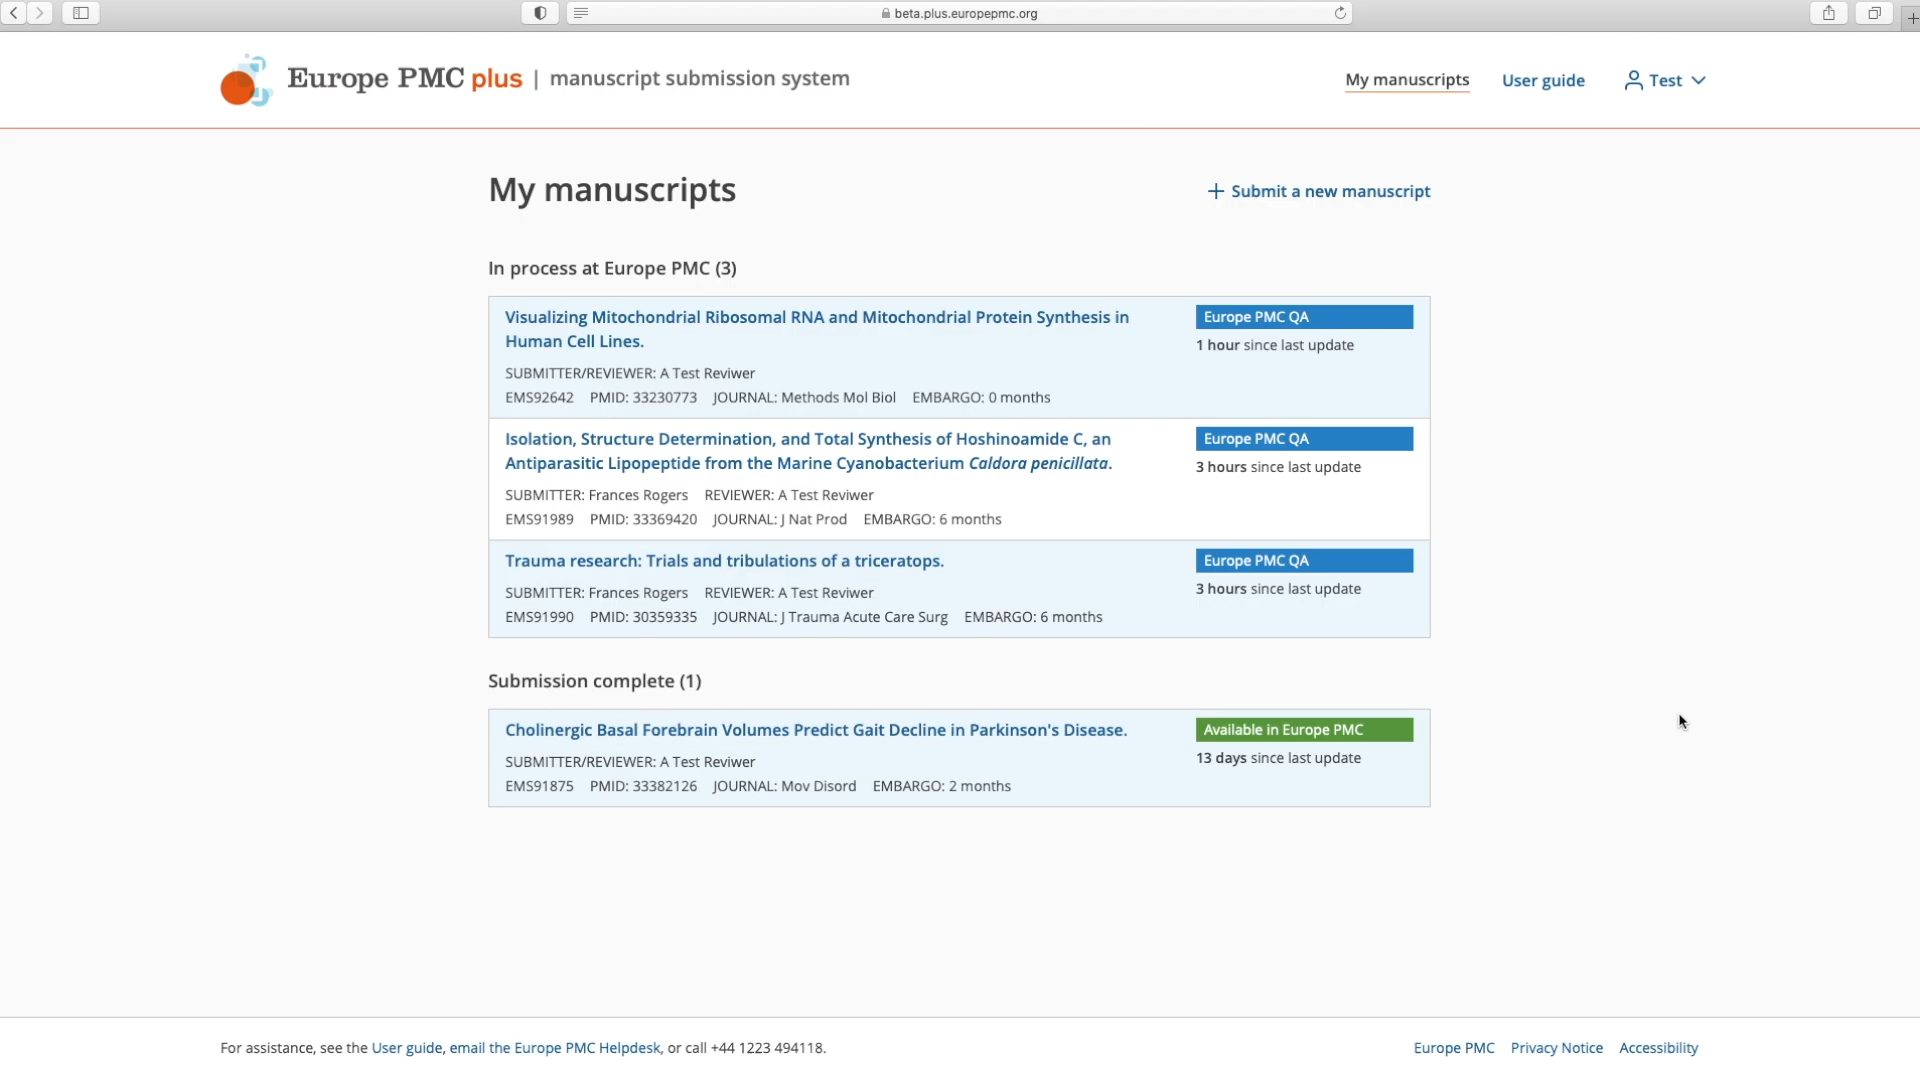 beta.plus.europepmc.org
Europe PMC plus | manuscript submission system
My manuscripts User guide Test
My manuscripts
Submit a new manuscript
In process at Europe PMC (3)
Visualizing Mitochondrial Ribosomal RNA and Mitochondrial Protein Synthesis in
Human Cell Lines.
Europe PMC QA
1 hour since last update
SUBMITTER/REVIEWER: A Test Reviwer
EMS92642 PMID: 33230773 JOURNAL: Methods Mol Biol EMBARGO: 0 months
Isolation, Structure Determination, and Total Synthesis of Hoshinoamide C, an
Antiparasitic Lipopeptide from the Marine Cyanobacterium Caldora penicillata.
Europe PMC QA
3 hours since last update
SUBMITTER: Frances Rogers REVIEWER: A Test Reviwer
EMS91989 PMID: 33369420 JOURNAL: J Nat Prod EMBARGO: 6 months
Trauma research: Trials and tribulations of a triceratops.
Europe PMC QA
3 hours since last update
SUBMITTER: Frances Rogers REVIEWER: A Test Reviwer
EMS91990 PMID: 30359335 JOURNAL: J Trauma Acute Care Surg EMBARGO: 6 months
Submission complete (1)
Cholinergic Basal Forebrain Volumes Predict Gait Decline in Parkinson's Disease.
Available in Europe PMC
13 days since last update
SUBMITTER/REVIEWER: A Test Reviwer
EMS91875 PMID: 33382126 JOURNAL: Mov Disord EMBARGO: 2 months
For assistance, see the User guide, email the Europe PMC Helpdesk, or call +44 1223 494118.
Europe PMC Privacy Notice Accessibility